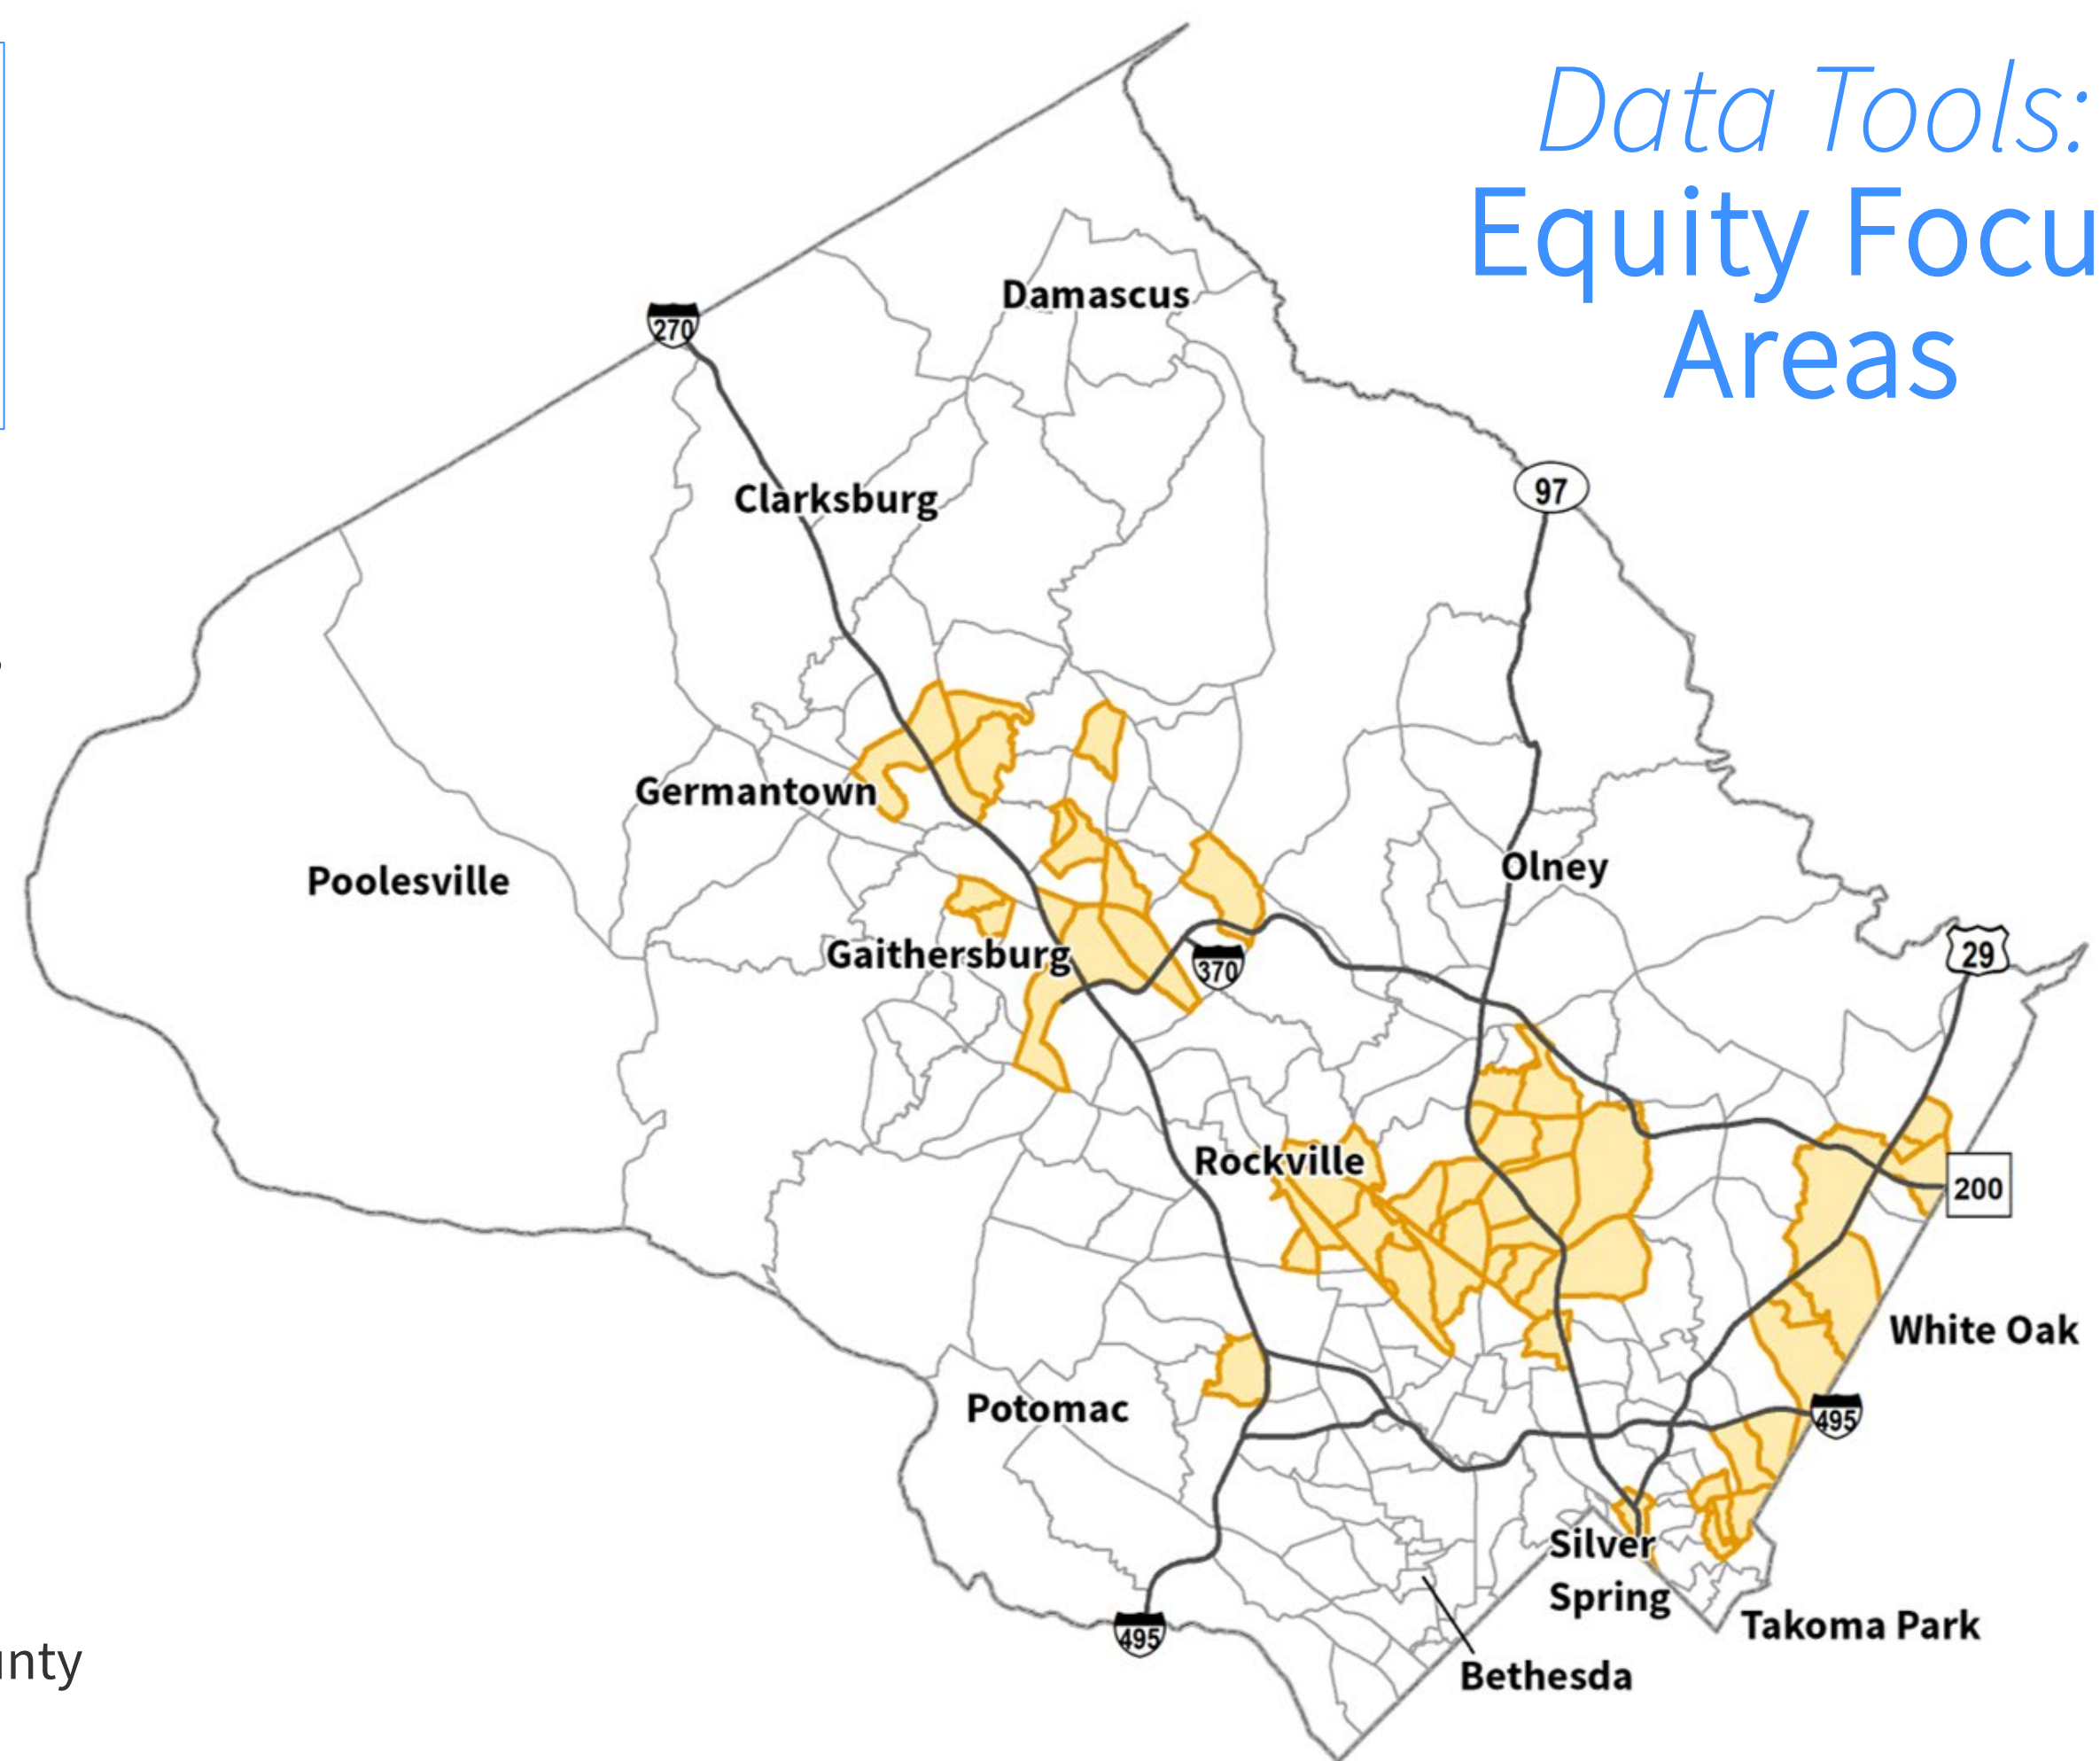 Data Tools:
Equity Focu
Areas
Damascus
270
Clarksburg
97
Germantown
Olney
Poolesville
Gaithersburg
370
29
Rockville
200
White Oak
Potomac
495
Silver
Spring
Takoma Park
495
Bethesda
nty